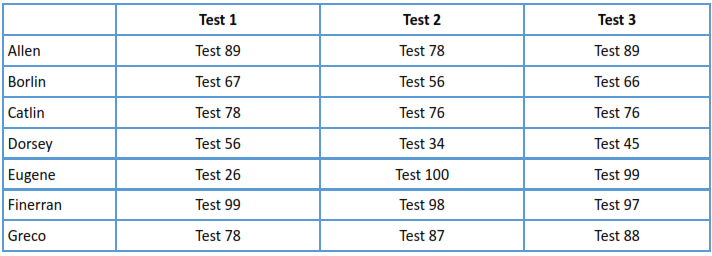 Test 1 Test 2 Test 3
Allen Test 89 Test 78 Test 89
Borlin Test 67 Test 56 Test 66
Catlin Test 78 Test 76 Test 76
Dorsey Test 56 Test 34 Test 45
Eugene Test 26 Test 100 Test 99
Finerran Test 99 Test 98 Test 97
Greco Test 78 Test 87 Test 88